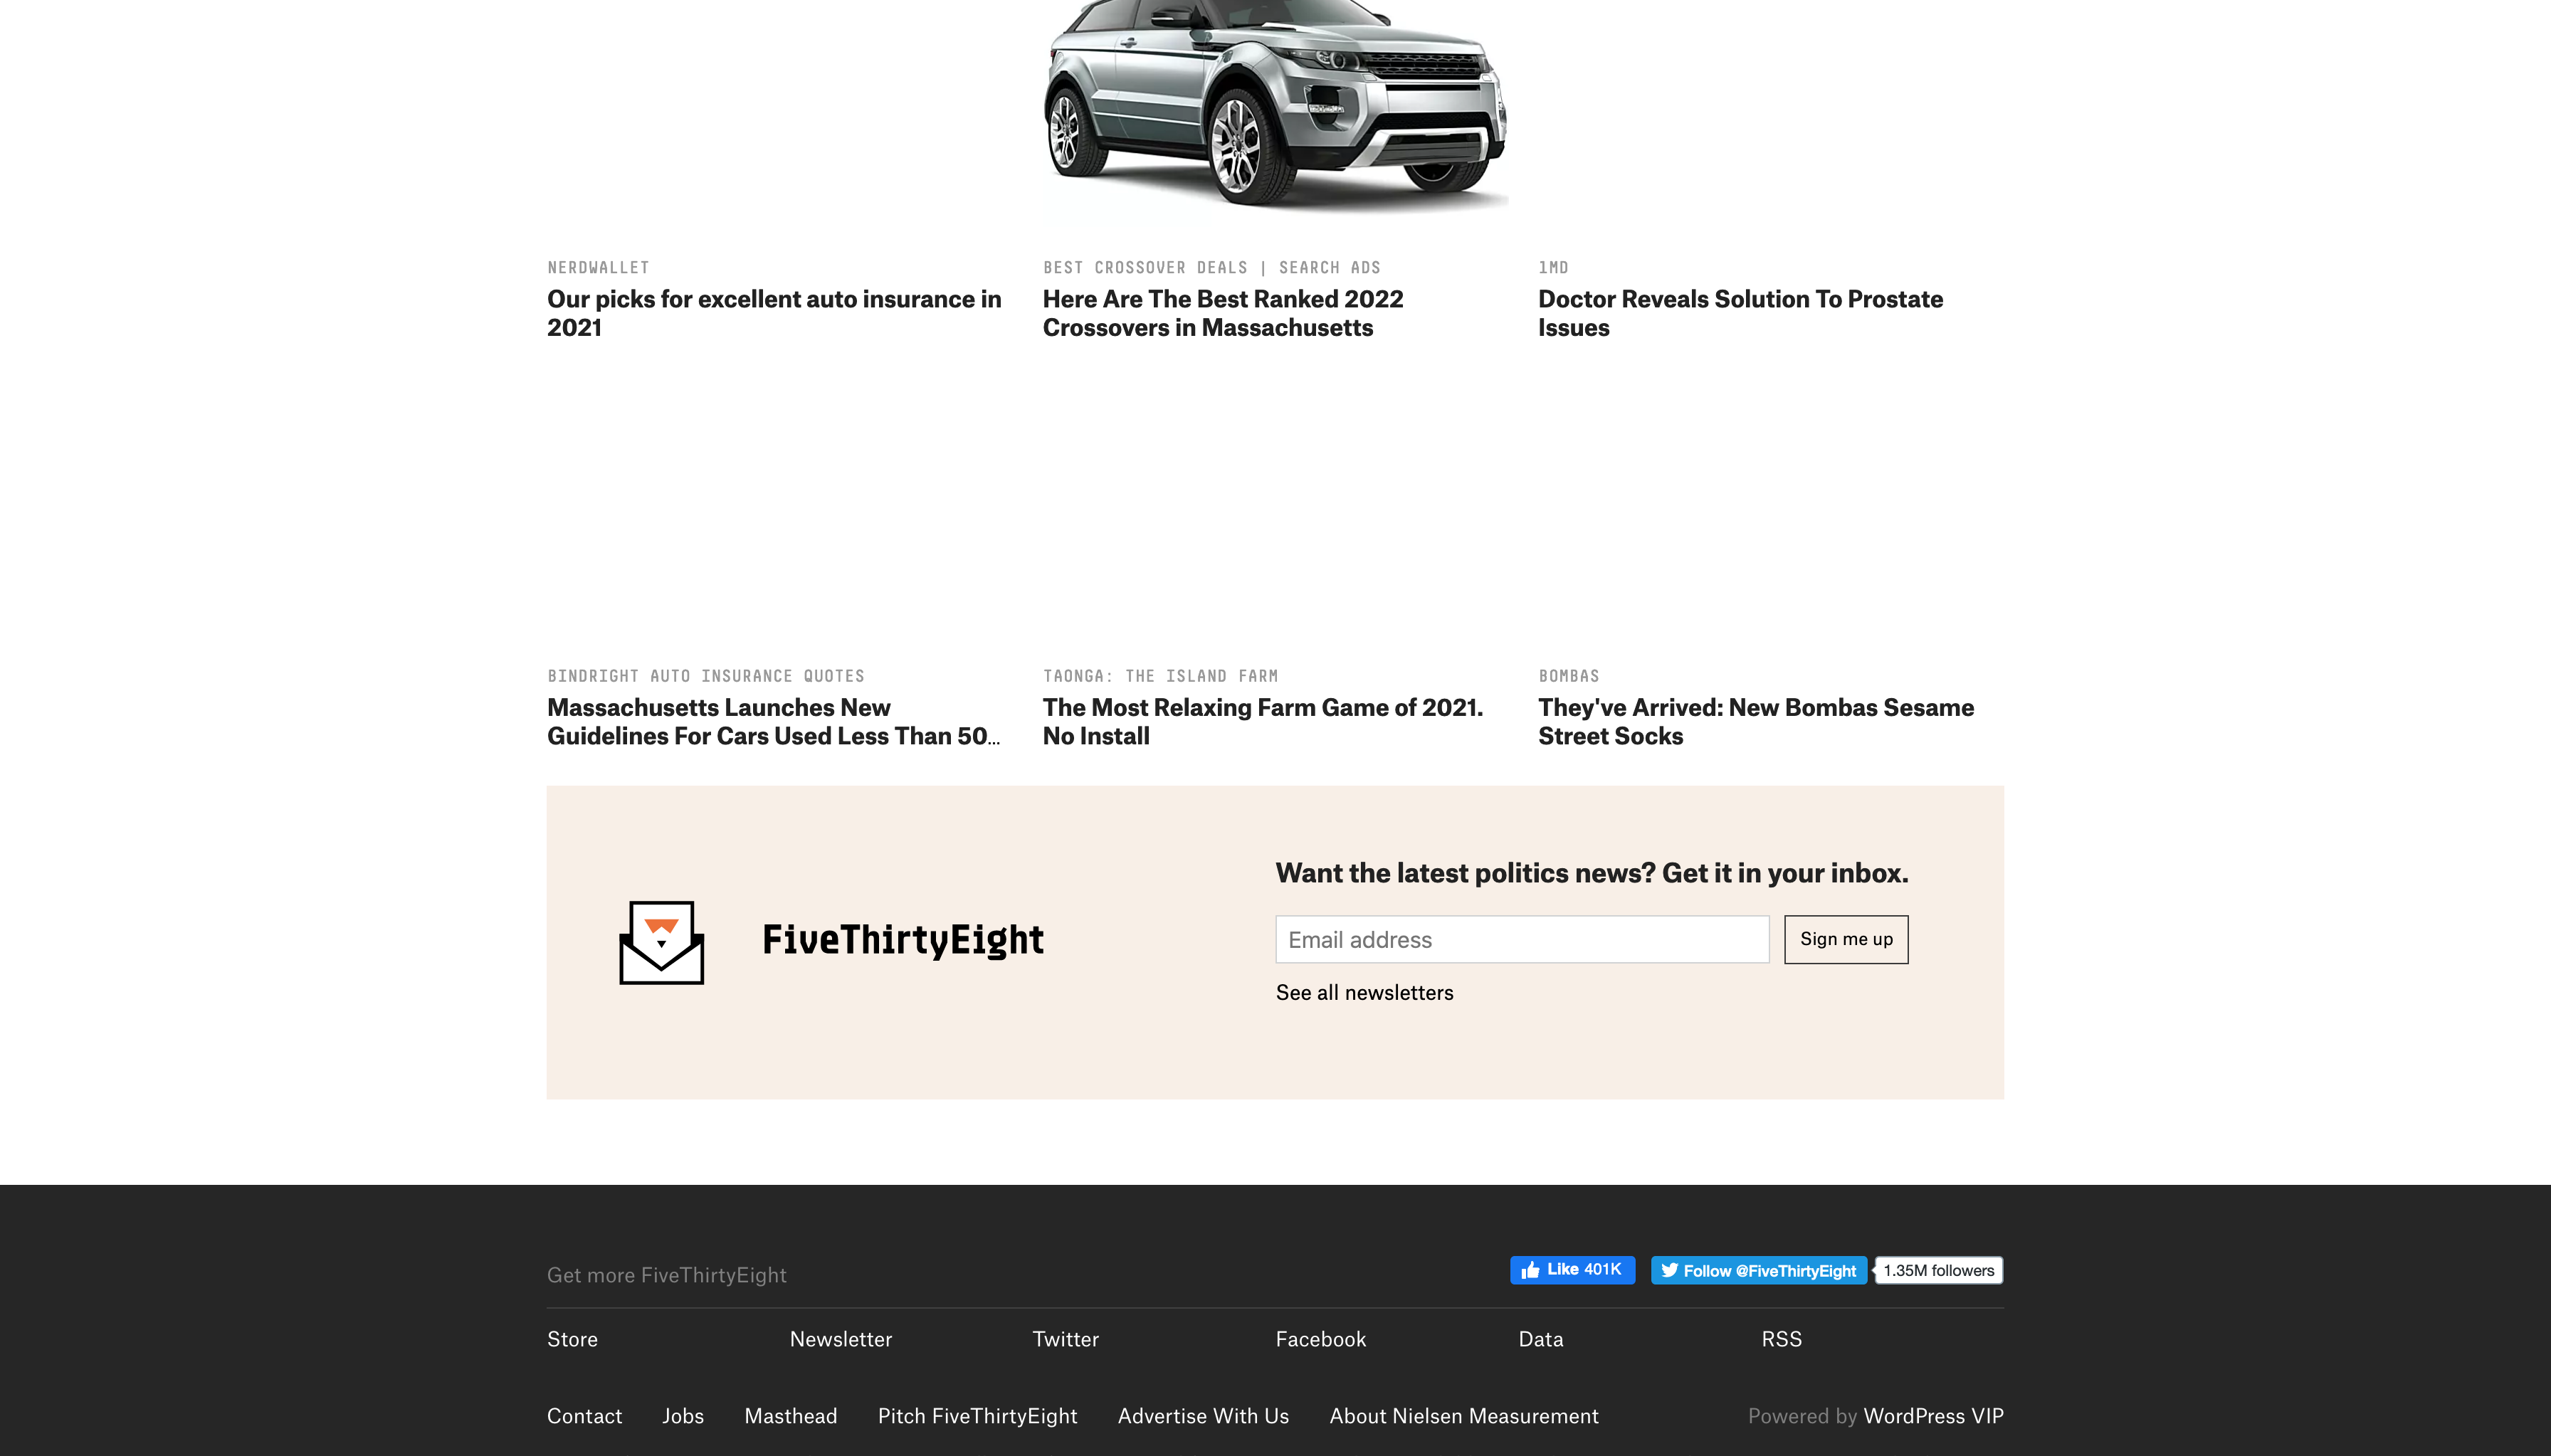 NERDWALLET
Our picks for excellent auto insurance in
2021
BEST CROSSOVER DEALS | SEARCH ADS
Here Are The Best Ranked 2022
Crossovers in Massachusetts
1MD
Doctor Reveals Solution To Prostate
Issues
BINDRIGHT AUTO INSURANCE QUOTES
Massachusetts Launches New
Guidelines For Cars Used Less Than 50…
TAONGA: THE ISLAND FARM
The Most Relaxing Farm Game of 2021.
No Install
BOMBAS
They've Arrived: New Bombas Sesame
Street Socks
FiveThirtyEight
Want the latest politics news? Get it in your inbox.
Email address
Sign me up
See all newsletters
Get more FiveThirtyEight
Like 401K
Follow @FiveThirtyEight
1.35M followers
Store
Newsletter
Twitter
Facebook
Data
RSS
Contact
Jobs
Masthead
Pitch FiveThirtyEight
Advertise With Us
About Nielsen Measurement
Powered by WordPress VIP